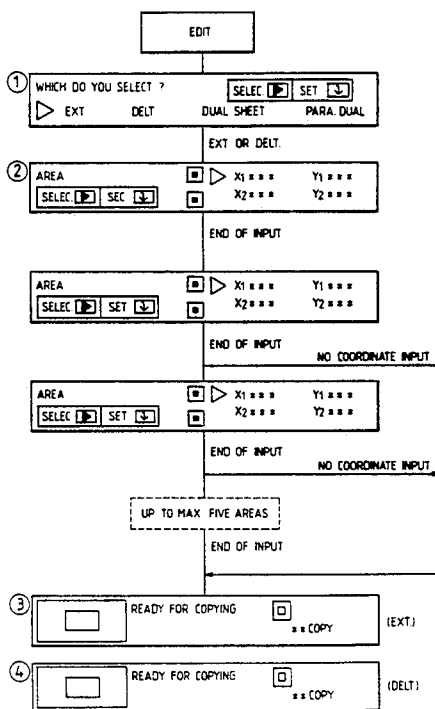 EDIT
① WHICH DO YOU SELECT ? SELEC. SET
EXT DELT DUAL SHEET PARA. DUAL
EXT OR DELT.
② AREA X1 * * * Y1 * * *
SELEC. SEC X2 * * * Y2 * * *
END OF INPUT
AREA X1 * * * Y1 * * *
SELEC SET X2 * * * Y2 * * *
END OF INPUT
NO COORDINATE INPUT
AREA X1 * * * Y1 * * *
SELEC SET X2 * * * Y2 * * *
END OF INPUT
NO COORDINATE INPUT
UP TO MAX FIVE AREAS
END OF INPUT
③ READY FOR COPYING
* * COPY (EXT.)
④ READY FOR COPYING
* * COPY (DELT)